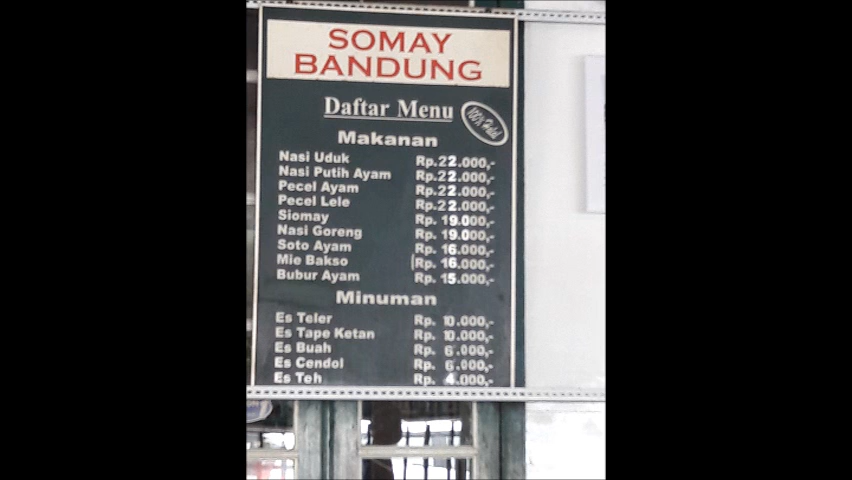 SOMAY
BANDUNG
Daftar Menu
100% Halal
Makanan
Nasi Uduk Rp.22.000,-
Nasi Putih Ayam Rp.22.000,-
Pecel Ayam Rp.22.000,-
Pecel Lele Rp.22.000,-
Siomay Rp. 19.000,-
Nasi Goreng Rp. 19.000,-
Soto Ayam Rp. 16.000,-
Mie Bakso (Rp. 16.000,-
Bubur Ayam Rp. 15.000,-
Minuman
Es Teler Rp. 10.000,-
Es Tape Ketan Rp. 10.000,-
Es Buah Rp. 6.000,-
Es Cendol Rp. 6.000,-
Es Teh Rp. 4.000,-